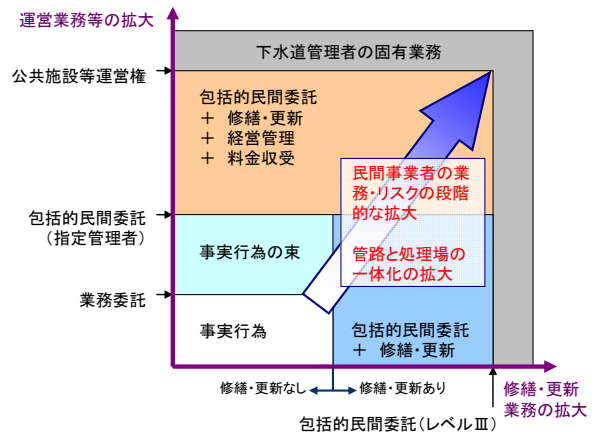 運営業務等の拡大
下水道管理者の固有業務
公共施設等運営権
包括的民間委託
＋ 修繕・更新
＋ 経営管理
＋ 料金収受
民間事業者の業
務・リスクの段階
的な拡大
管路と処理場の
一体化の拡大
包括的民間委託
（指定管理者）
事実行為の束
業務委託
事実行為
包括的民間委託
＋ 修繕・更新
修繕・更新なし
修繕・更新あり
修繕・更新
業務の拡大
包括的民間委託（レベルⅢ）